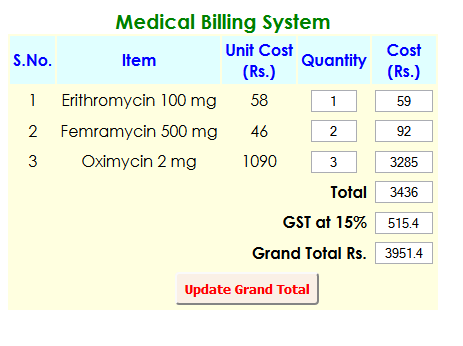 Medical Billing System
S.No. Item Unit Cost (Rs.) Quantity Cost (Rs.)
1 Erithromycin 100 mg 58 1 59
2 Femramycin 500 mg 46 2 92
3 Oximycin 2 mg 1090 3 3285
Total 3436
GST at 15% 515.4
Grand Total Rs. 3951.4
Update Grand Total